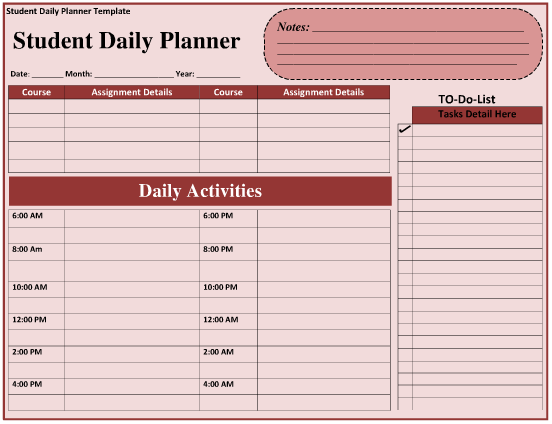 Student Daily Planner Template
Student Daily Planner
Date: ________ Month: ____________________ Year: ___________
Notes: ______________________________
Course Assignment Details Course Assignment Details
Daily Activities
6:00 AM 6:00 PM
8:00 Am 8:00 PM
10:00 AM 10:00 PM
12:00 PM 12:00 AM
2:00 PM 2:00 AM
4:00 PM 4:00 AM
TO-Do-List
Tasks Detail Here
✓